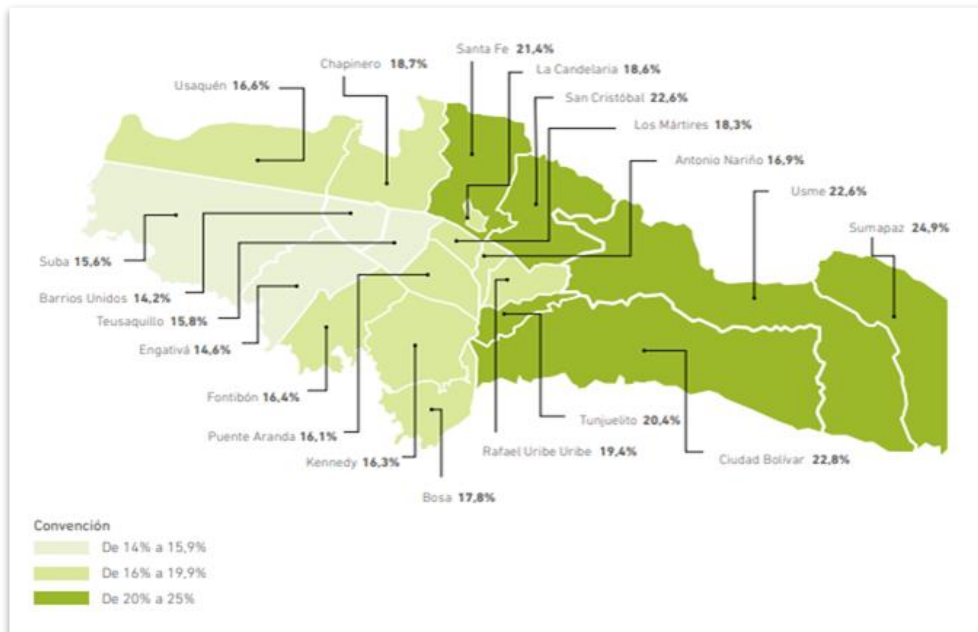 Santa Fe 21,4%
Chapinero 18,7%
La Candelaria 18,6%
Usaquén 16,6%
San Cristóbal 22,6%
Los Mártires 18,3%
Antonio Nariño 16,9%
Usme 22,6%
Sumapaz 24,9%
Suba 15,6%
Barrios Unidos 14,2%
Teusaquillo 15,8%
Engativá 14,6%
Fontibón 16,4%
Tunjuelito 20,4%
Puente Aranda 16,1%
Rafael Uribe Uribe 19,4%
Kennedy 16,3%
Ciudad Bolívar 22,8%
Bosa 17,8%
Convención
De 14% a 15,9%
De 16% a 19,9%
De 20% a 25%